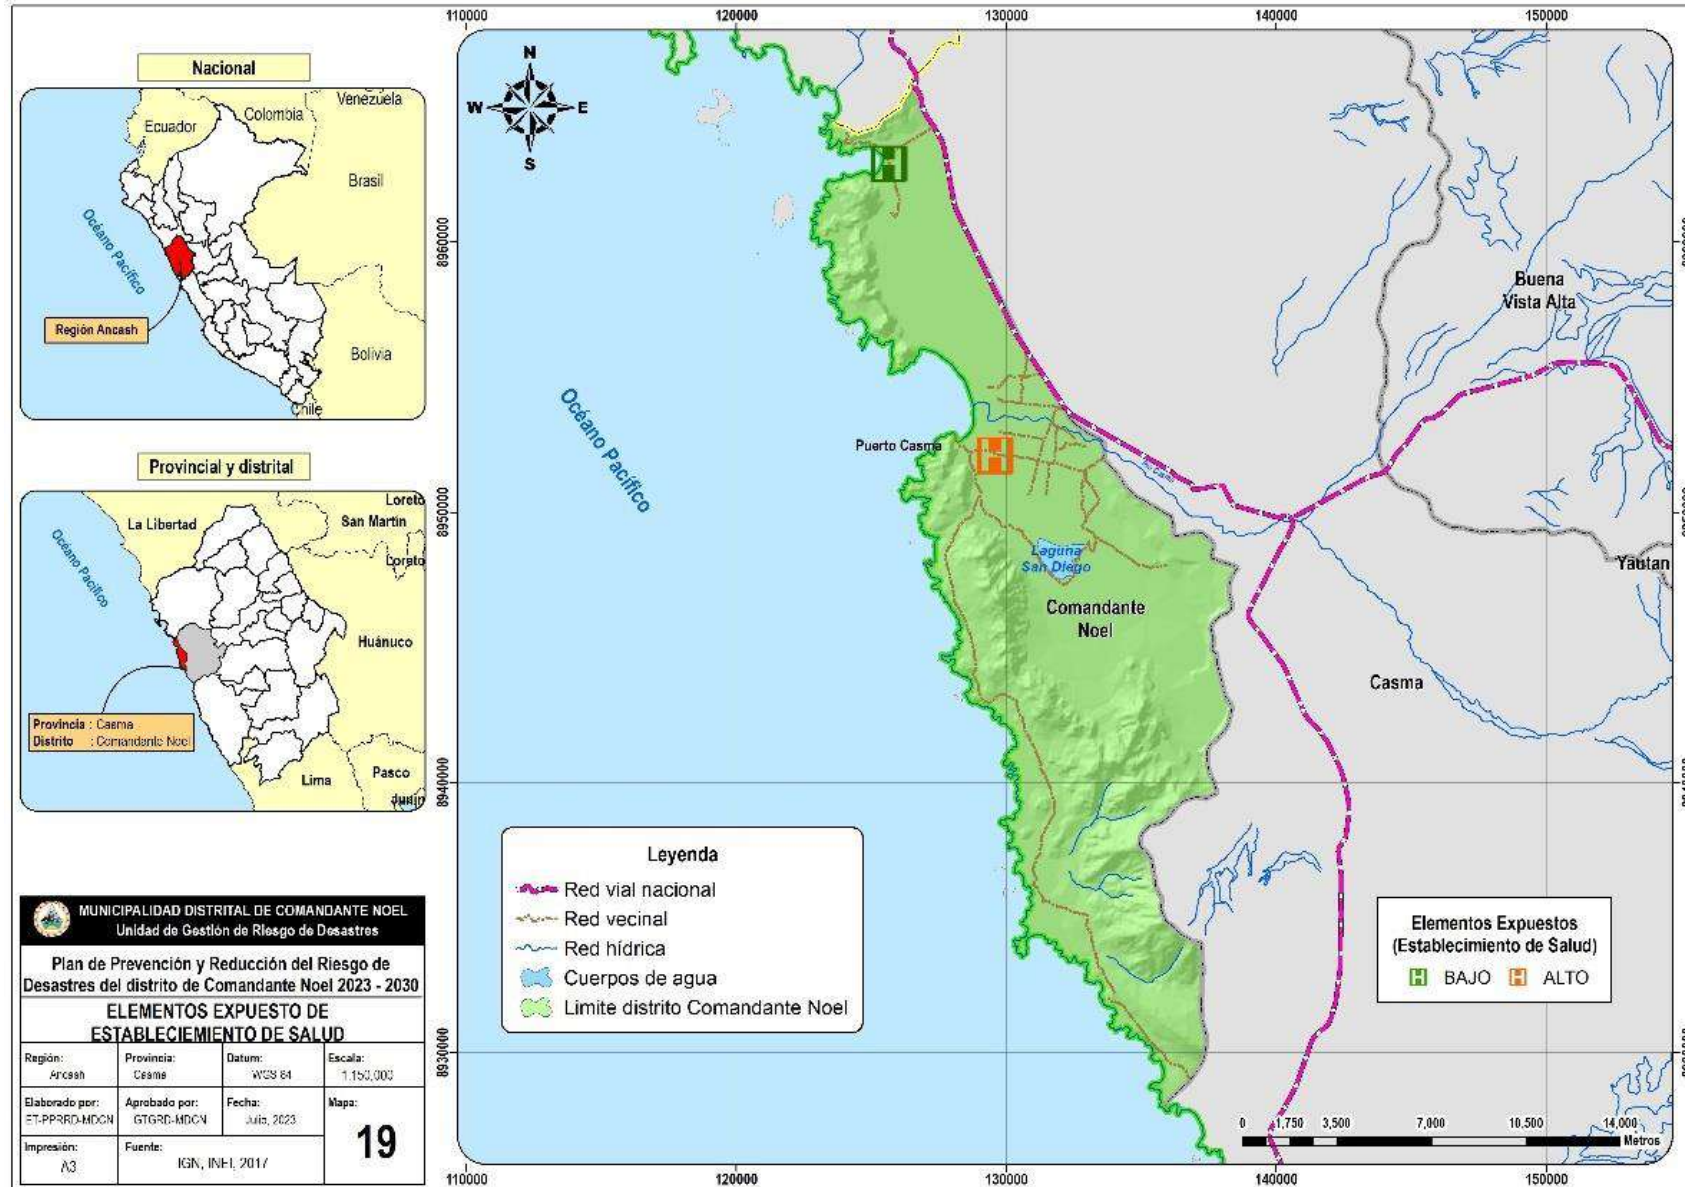 Nacional
Venezuela
Colombia
Ecuador
Brasil
Océano Pacífico
Región Ancash
Bolivia
Chile
Provincial y distrital
Loreto
La Libertad
San Martín
Océano Pacífico
Loreto
Huánuco
Provincia : Casma
Distrito : Comandante Noel
Lima
Pasco
Junin
MUNICIPALIDAD DISTRITAL DE COMANDANTE NOEL
Unidad de Gestión de Riesgo de Desastres
Plan de Prevención y Reducción del Riesgo de
Desastres del distrito de Comandante Noel 2023 - 2030
ELEMENTOS EXPUESTO DE
ESTABLECIEMIENTO DE SALUD
Región:
Ancash
Provincia:
Casma
Datum:
WGS 84
Escala:
1:150,000
Elaborado por:
ET-PPRRD-MDCN
Aprobado por:
GTGRD-MDCN
Fecha:
Julio, 2023
Mapa:
19
Impresión:
A3
Fuente:
IGN, INEI, 2017
110000
120000
130000
140000
150000
N
W
E
S
8960000
8950000
8940000
8930000
H
Buena
Vista Alta
Océano Pacífico
Puerto Casma
H
Laguna
San Diego
Yautan
Comandante
Noel
Casma
Leyenda
Red vial nacional
Red vecinal
Red hídrica
Cuerpos de agua
Limite distrito Comandante Noel
Elementos Expuestos
(Establecimiento de Salud)
H BAJO H ALTO
0 1,750 3,500 7,000 10,500 14,000
Metros
110000
120000
130000
140000
150000